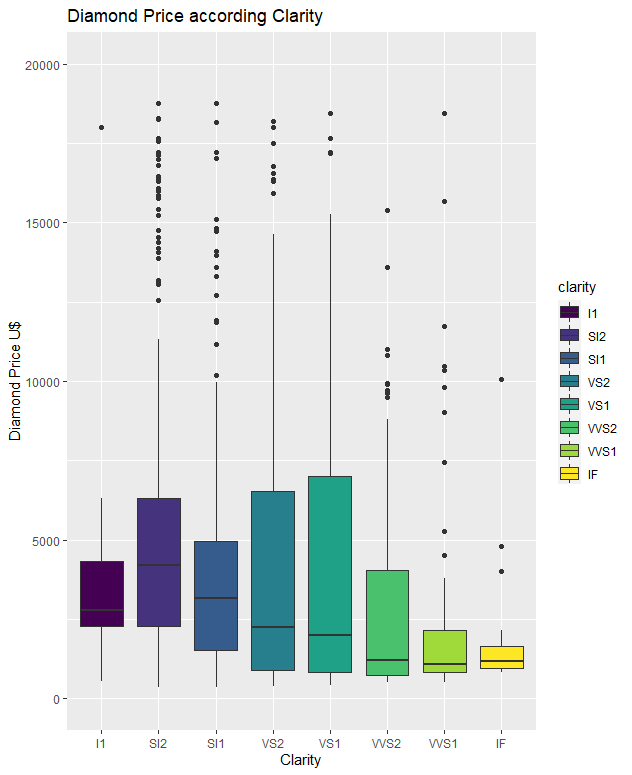 Diamond Price according Clarity
20000
15000
10000
5000
0
Diamond Price U$
I1 SI2 SI1 VS2 VS1 VVS2 VVS1 IF
Clarity
clarity
I1
SI2
SI1
VS2
VS1
VVS2
VVS1
IF